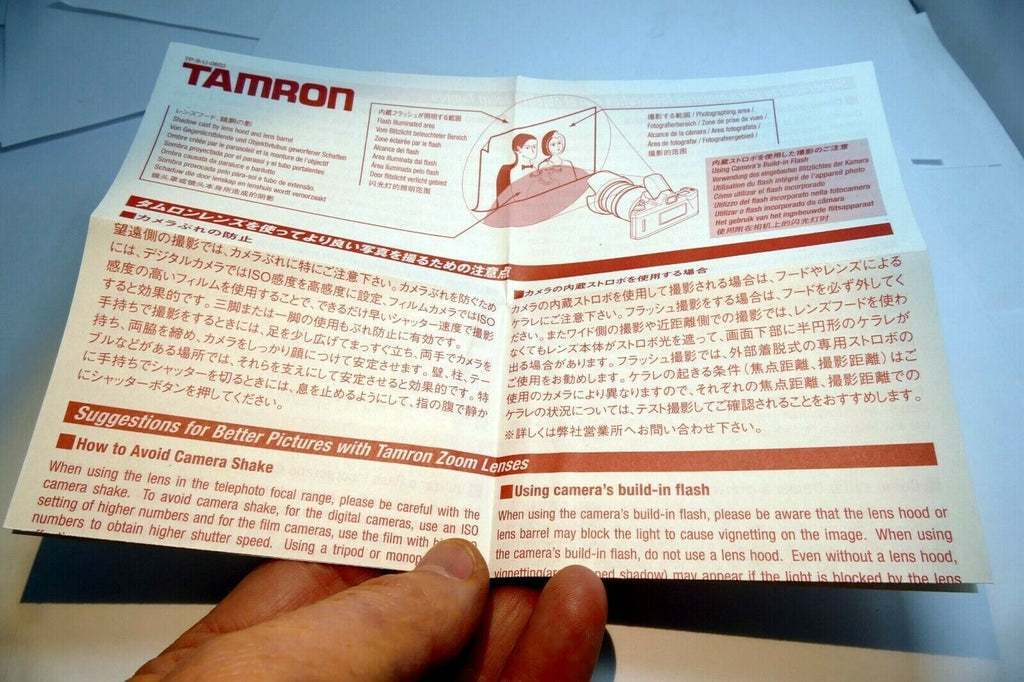 TP-9-U-0603
TAMRON
レンズフード、鏡胴の影
Shadow cast by lens hood and lens barrel
Von Gegenlichtblende und Objektivtubus geworfener Schatten
Ombre créée par le parasoleil et la monture de l'objectif
Sombra proyectada por el parasol y el tubo portalentes
Ombra causata da paraluce e bariletto
Sombra provocada pelo pára-sol e tubo de extensão.
Schaduw die door lenskap en lenshuis wordt veroorzaakt
内蔵フラッシュが照明する範囲
Flash illuminated area
Vom Blitzlicht beleuchteter Bereich
Zone éclairée par le flash
Alcance del flash
Area illuminata dal flash
Área iluminada pelo flash
Door flitslicht verlicht gebied
闪光灯的照明范围
撮影する範囲 / Photographing area /
Fotografierbereich / Zone de prise de vuen /
Alcance de la cámara / Area fotografata /
Área de fotografar / Fotografeergebied /
摄影的范围
内蔵ストロボを使用した撮影のご注意
Using Camera's Build-in Flash
Verwendung des eingebauten Blitzlichtes der Kamera
Utilisation du flash intégré de l'appareil photo
Cómo utilizar el flash incorporado
Utilizzo del flash incorporato nella fotocamera
Utilizar o flash incorporado da câmara
Het gebruik van het ingebouwde flitsapparaat
使用附在相机上的闪光灯时
タムロンレンズを使ってより良い写真を撮るための注意点
■カメラぶれの防止
望遠側の撮影では、カメラぶれに特にご注意下さい。カメラぶれを防ぐため
には、デジタルカメラではISO感度を高感度に設定、フィルムカメラではISO
感度の高いフィルムを使用することで、できるだけ早いシャッター速度で撮影
すると効果的です。三脚または一脚の使用もぶれ防止に有効です。
手持ちで撮影をするときには、足を少し広げてまっすぐ立ち、両手でカメラを
持ち、両脇を締め、カメラをしっかり顔につけて安定させます。壁、柱、テー
ブルなどがある場所では、それらを支えにして安定させると効果的です。特
に手持ちでシャッターを切るときには、息を止めるようにして、指の腹で静か
にシャッターボタンを押してください。
■カメラの内蔵ストロボを使用する場合
カメラの内蔵ストロボを使用して撮影される場合は、フードやレンズによる
ケラレにご注意下さい。フラッシュ撮影をする場合は、フードを必ず外してく
ださい。またワイド側の撮影や近距離側での撮影では、レンズフードを使わ
なくてもレンズ本体がストロボ光を遮って、画面下部に半円形のケラレが
出る場合があります。フラッシュ撮影では、外部着脱式の専用ストロボの
ご使用をお勧めします。ケラレの起きる条件（焦点距離、撮影距離）はご
使用のカメラにより異なりますので、それぞれの焦点距離、撮影距離での
ケラレの状況については、テスト撮影してご確認されることをおすすめします。
※詳しくは弊社営業所へお問い合わせ下さい。
Suggestions for Better Pictures with Tamron Zoom Lenses
■How to Avoid Camera Shake
When using the lens in the telephoto focal range, please be careful with the
camera shake. To avoid camera shake, for the digital cameras, use an ISO
setting of higher numbers and for the film cameras, use the film with
numbers to obtain higher shutter speed. Using a tripod or
■Using camera's build-in flash
When using the camera's build-in flash, please be aware that the lens hood or
lens barrel may block the light to cause vignetting on the image. When using
the camera's build-in flash, do not use a lens hood. Even without a lens hood,
shadow) may appear if the light is blocked by the lens